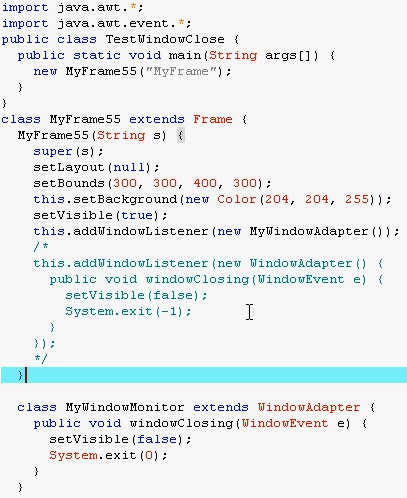 import java.awt.*;
import java.awt.event.*;
public class TestWindowClose {
  public static void main(String args[]) {
    new MyFrame55("MyFrame");
  }
}
class MyFrame55 extends Frame {
  MyFrame55(String s) {
    super(s);
    setLayout(null);
    setBounds(300, 300, 400, 300);
    this.setBackground(new Color(204, 204, 255));
    setVisible(true);
    this.addWindowListener(new MyWindowAdapter());
    /*
    this.addWindowListener(new WindowAdapter() {
      public void windowClosing(WindowEvent e) {
        setVisible(false);
        System.exit(-1);
      }
    });
    */
  }
  class MyWindowMonitor extends WindowAdapter {
    public void windowClosing(WindowEvent e) {
      setVisible(false);
      System.exit(0);
    }
  }